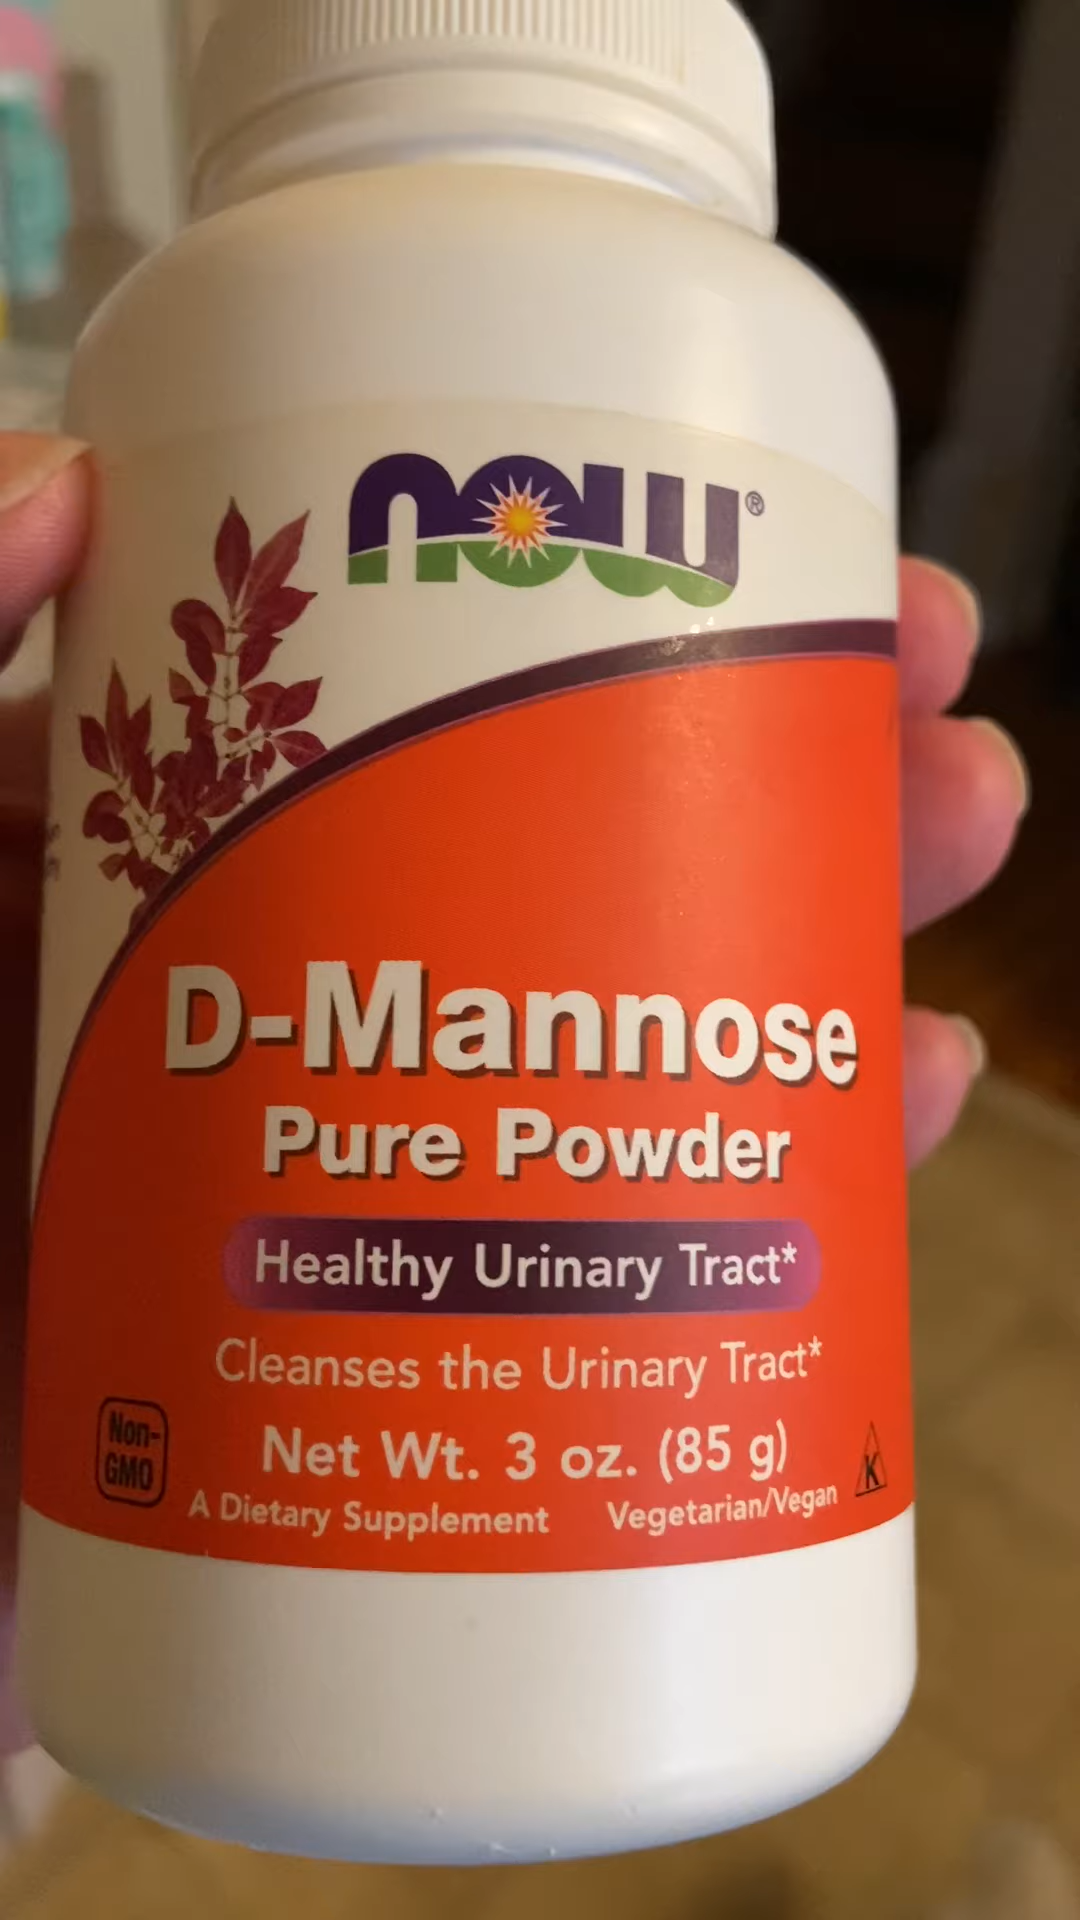 NOW®
D-Mannose
Pure Powder
Healthy Urinary Tract*
Cleanses the Urinary Tract*
Non-
GMO
Net Wt. 3 oz. (85 g)
K
A Dietary Supplement Vegetarian/Vegan